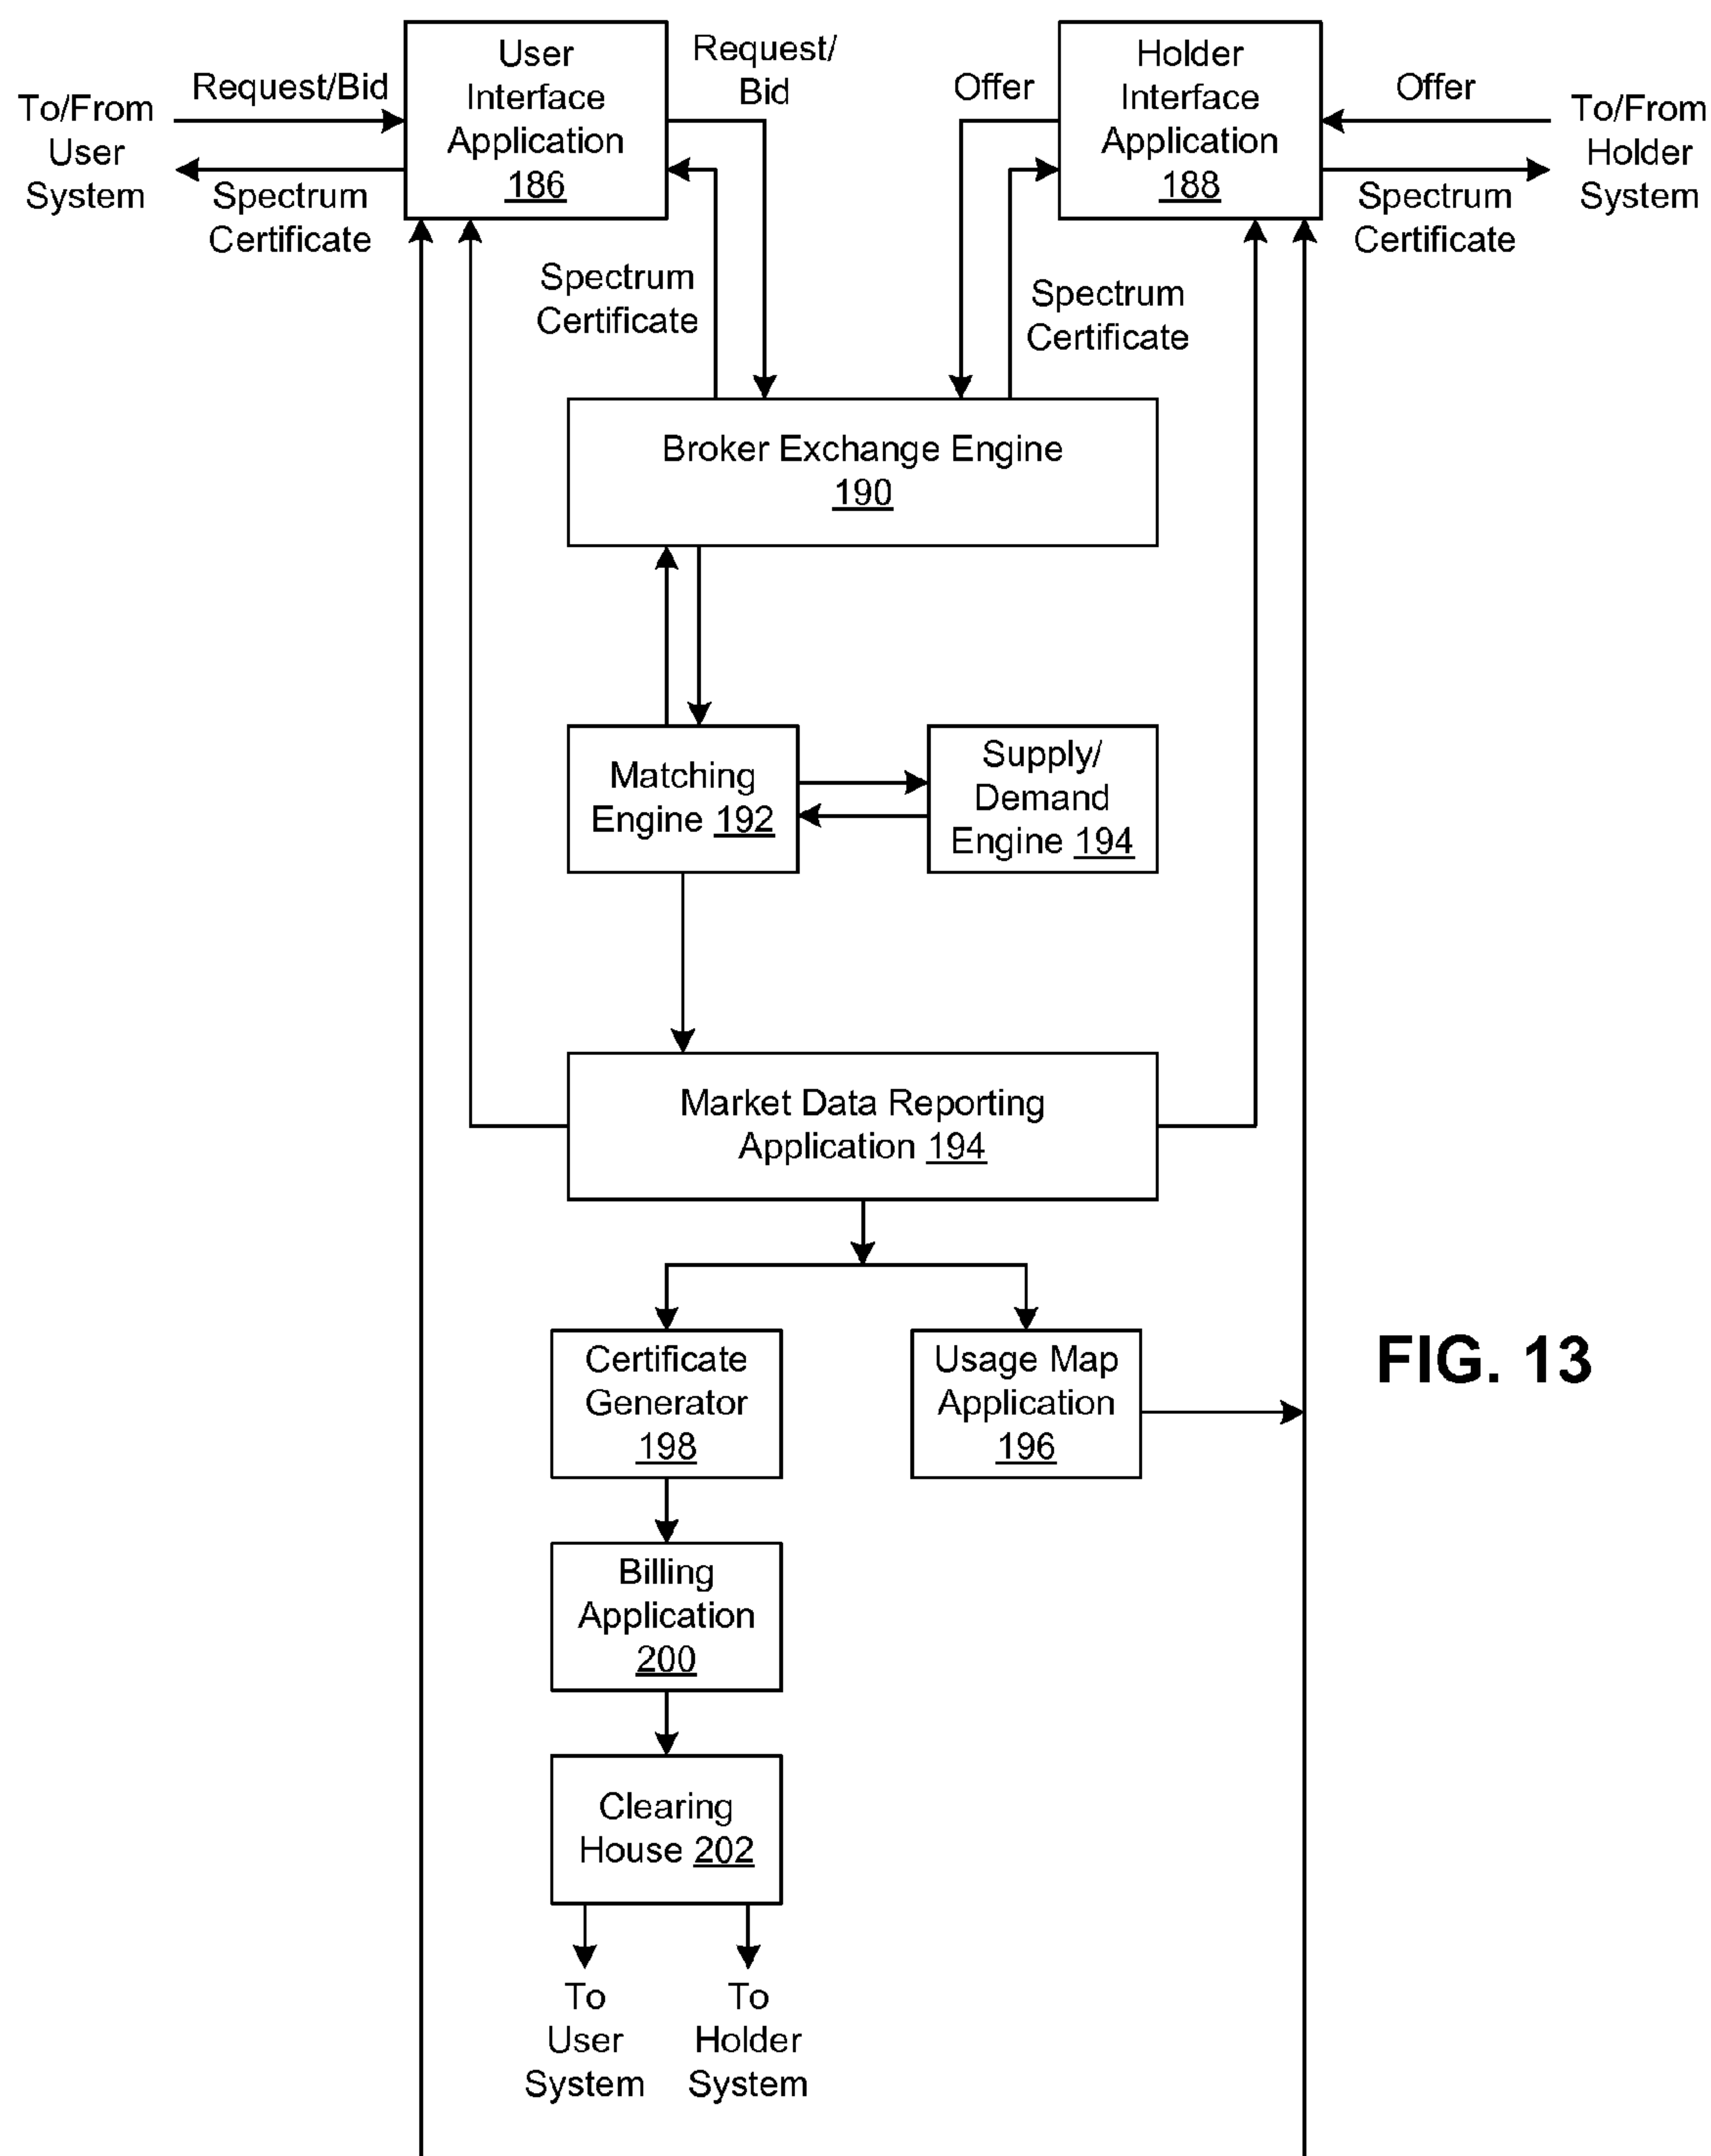 To/From
User
System
Request/Bid
Spectrum
Certificate
User
Interface
Application
186
Request/
Bid
Spectrum
Certificate
Offer
Holder
Interface
Application
188
Spectrum
Certificate
Offer
Spectrum
Certificate
To/From
Holder
System
Broker Exchange Engine
190
Matching
Engine 192
Supply/
Demand
Engine 194
Market Data Reporting
Application 194
Certificate
Generator
198
Usage Map
Application
196
FIG. 13
Billing
Application
200
Clearing
House 202
To
User
System
To
Holder
System